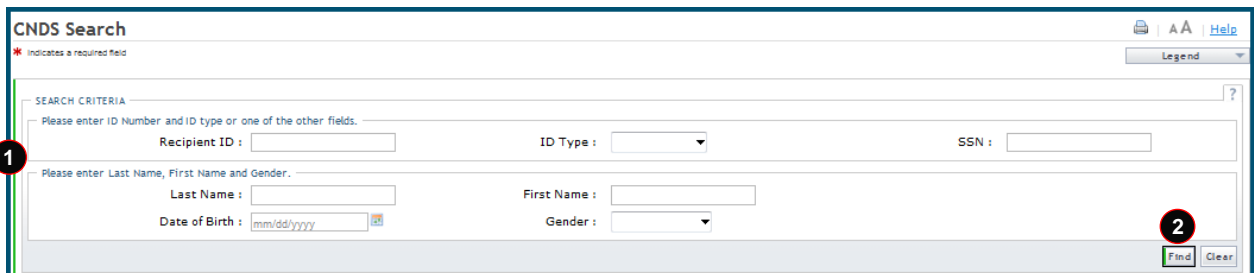 CNDS Search
AA | Help
* Indicates a required field
Legend
?
SEARCH CRITERIA
Please enter ID Number and ID type or one of the other fields.
Recipient ID : ID Type : SSN :
1
Please enter Last Name, First Name and Gender.
Last Name : First Name :
Date of Birth : mm/dd/yyyy Gender :
2
Find Clear